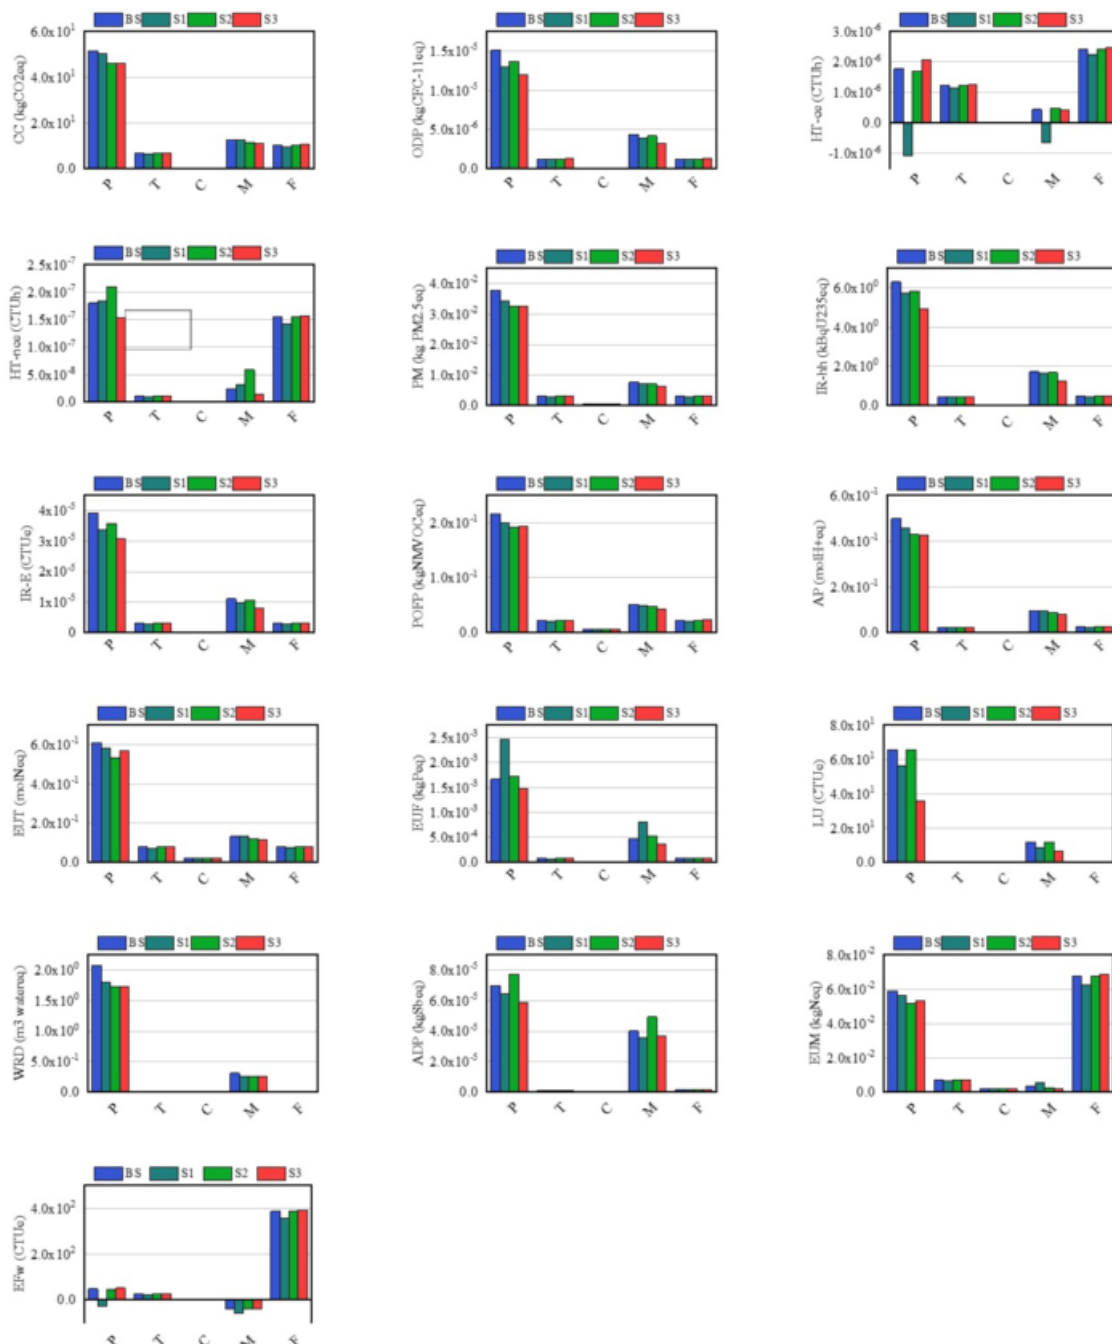 BS S1 S2 S3
CC (kgCO2eq)
6.0x10¹
4.0x10¹
2.0x10¹
0.0
P T C M F
BS S1 S2 S3
ODP (kgCFC-11eq)
1.5x10⁻⁵
1.0x10⁻⁵
5.0x10⁻⁶
0.0
P T C M F
BS S1 S2 S3
HT-ce (CTUh)
3.0x10⁻⁶
2.0x10⁻⁶
1.0x10⁻⁶
0.0
-1.0x10⁻⁶
P T C M F
BS S1 S2 S3
HT-nce (CTUh)
2.5x10⁻⁷
2.0x10⁻⁷
1.5x10⁻⁷
1.0x10⁻⁷
5.0x10⁻⁸
0.0
P T C M F
BS S1 S2 S3
PM (kg PM2.5eq)
4.0x10⁻²
3.0x10⁻²
2.0x10⁻²
1.0x10⁻²
0.0
P T C M F
BS S1 S2 S3
IR-hh (kBqU235eq)
6.0x10⁰
4.0x10⁰
2.0x10⁰
0.0
P T C M F
BS S1 S2 S3
IR-E (CTUe)
4x10⁻⁵
3x10⁻⁵
2x10⁻⁵
1x10⁻⁵
0
P T C M F
BS S1 S2 S3
POFP (kgNMVOCeq)
2.0x10⁻¹
1.0x10⁻¹
0.0
P T C M F
BS S1 S2 S3
AP (molH+eq)
6.0x10⁻¹
4.0x10⁻¹
2.0x10⁻¹
0.0
P T C M F
BS S1 S2 S3
EUT (molNeq)
6.0x10⁻¹
4.0x10⁻¹
2.0x10⁻¹
0.0
P T C M F
BS S1 S2 S3
EUF (kgPeq)
2.5x10⁻³
2.0x10⁻³
1.5x10⁻³
1.0x10⁻³
5.0x10⁻⁴
0.0
P T C M F
BS S1 S2 S3
LU (CTUe)
8.0x10¹
6.0x10¹
4.0x10¹
2.0x10¹
0.0
P T C M F
BS S1 S2 S3
WRD (m3 watereq)
2.0x10⁰
1.5x10⁰
1.0x10⁰
5.0x10⁻¹
0.0
P T C M F
BS S1 S2 S3
ADP (kgSbeq)
8.0x10⁻⁵
6.0x10⁻⁵
4.0x10⁻⁵
2.0x10⁻⁵
0.0
P T C M F
BS S1 S2 S3
EUM (kgNeq)
8.0x10⁻²
6.0x10⁻²
4.0x10⁻²
2.0x10⁻²
0.0
P T C M F
BS S1 S2 S3
EFw (CTUe)
4.0x10²
2.0x10²
0.0
P T C M F